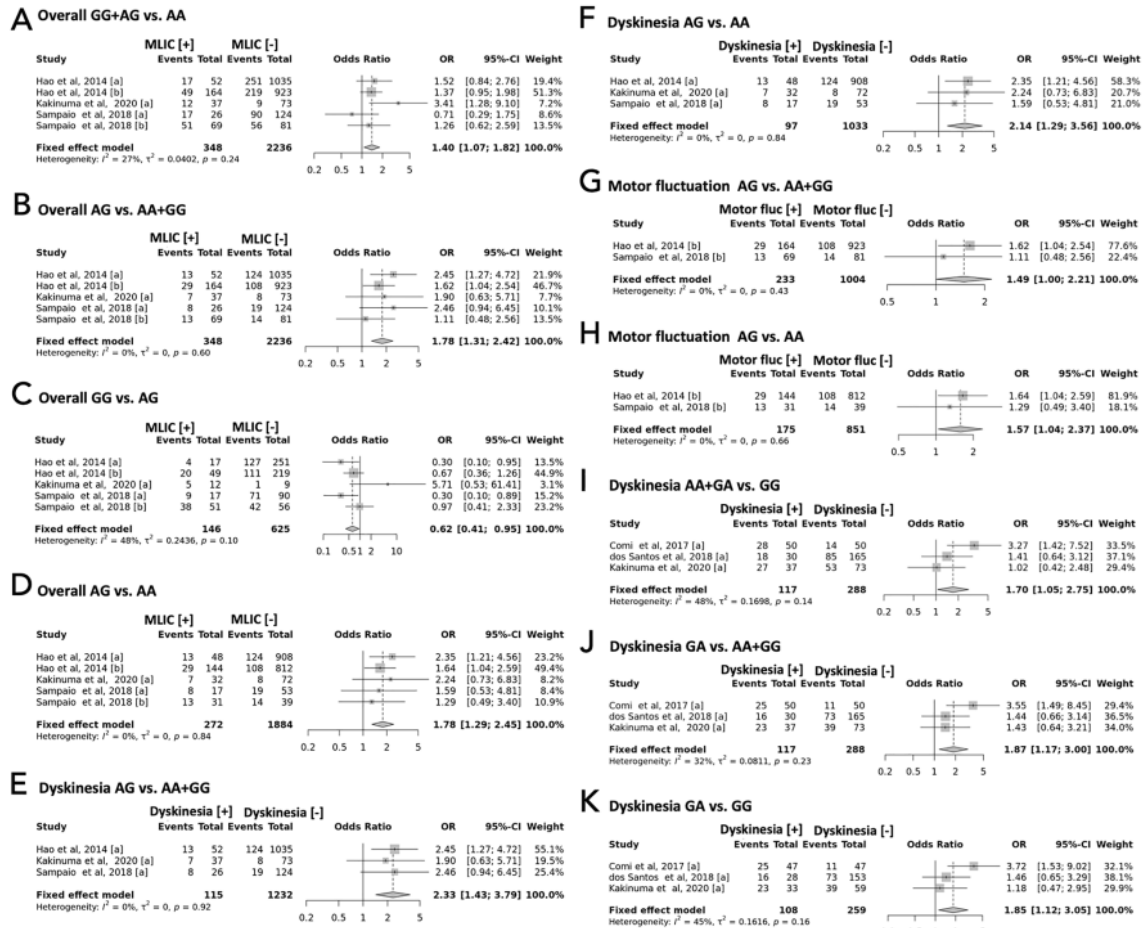 A Overall GG+AG vs. AA
MLIC [+] MLIC [-]
Study Events Total Events Total Odds Ratio OR 95%-CI Weight
Hao et al, 2014 [a] 17 52 251 1035 1.52 [0.84; 2.76] 19.4%
Hao et al, 2014 [b] 49 164 219 923 1.37 [0.95; 1.98] 51.3%
Kakinuma et al, 2020 [a] 12 37 9 73 3.41 [1.28; 9.10] 7.2%
Sampaio et al, 2018 [a] 17 26 90 124 0.71 [0.29; 1.75] 8.6%
Sampaio et al, 2018 [b] 51 69 56 81 1.26 [0.62; 2.59] 13.5%
Fixed effect model 348 2236 1.40 [1.07; 1.82] 100.0%
Heterogeneity: I² = 27%, τ² = 0.0402, p = 0.24
0.2 0.5 1 2 5
B Overall AG vs. AA+GG
MLIC [+] MLIC [-]
Study Events Total Events Total Odds Ratio OR 95%-CI Weight
Hao et al, 2014 [a] 13 52 124 1035 2.45 [1.27; 4.72] 21.9%
Hao et al, 2014 [b] 29 164 108 923 1.62 [1.04; 2.54] 46.7%
Kakinuma et al, 2020 [a] 7 37 8 73 1.90 [0.63; 5.71] 7.7%
Sampaio et al, 2018 [a] 8 26 19 124 2.46 [0.94; 6.45] 10.1%
Sampaio et al, 2018 [b] 13 69 14 81 1.11 [0.48; 2.56] 13.5%
Fixed effect model 348 2236 1.78 [1.31; 2.42] 100.0%
Heterogeneity: I² = 0%, τ² = 0, p = 0.60
0.2 0.5 1 2 5
C Overall GG vs. AG
MLIC [+] MLIC [-]
Study Events Total Events Total Odds Ratio OR 95%-CI Weight
Hao et al, 2014 [a] 4 17 127 251 0.30 [0.10; 0.95] 13.5%
Hao et al, 2014 [b] 20 49 111 219 0.67 [0.36; 1.26] 44.9%
Kakinuma et al, 2020 [a] 5 12 1 9 5.71 [0.53; 61.41] 3.1%
Sampaio et al, 2018 [a] 9 17 71 90 0.30 [0.10; 0.89] 15.2%
Sampaio et al, 2018 [b] 38 51 42 56 0.97 [0.41; 2.33] 23.3%
Fixed effect model 146 625 0.62 [0.41; 0.95] 100.0%
Heterogeneity: I² = 48%, τ² = 0.2436, p = 0.10
0.1 0.5 1 2 10
D Overall AG vs. AA
MLIC [+] MLIC [-]
Study Events Total Events Total Odds Ratio OR 95%-CI Weight
Hao et al, 2014 [a] 13 48 124 908 2.35 [1.21; 4.56] 23.2%
Hao et al, 2014 [b] 29 144 108 812 1.64 [1.04; 2.59] 49.4%
Kakinuma et al, 2020 [a] 7 32 8 72 2.24 [0.73; 6.83] 8.2%
Sampaio et al, 2018 [a] 8 17 19 53 1.59 [0.53; 4.81] 8.4%
Sampaio et al, 2018 [b] 13 31 14 39 1.29 [0.49; 3.40] 10.9%
Fixed effect model 272 1884 1.78 [1.29; 2.45] 100.0%
Heterogeneity: I² = 0%, τ² = 0, p = 0.84
0.2 0.5 1 2 5
E Dyskinesia AG vs. AA+GG
Dyskinesia [+] Dyskinesia [-]
Study Events Total Events Total Odds Ratio OR 95%-CI Weight
Hao et al, 2014 [a] 13 52 124 1035 2.45 [1.27; 4.72] 55.1%
Kakinuma et al, 2020 [a] 7 37 8 73 1.90 [0.63; 5.71] 19.5%
Sampaio et al, 2018 [a] 8 26 19 124 2.46 [0.94; 6.45] 25.4%
Fixed effect model 115 1232 2.33 [1.43; 3.79] 100.0%
Heterogeneity: I² = 0%, τ² = 0, p = 0.92
0.2 0.5 1 2 5
F Dyskinesia AG vs. AA
Dyskinesia [+] Dyskinesia [-]
Study Events Total Events Total Odds Ratio OR 95%-CI Weight
Hao et al, 2014 [a] 13 48 124 908 2.35 [1.21; 4.56] 58.3%
Kakinuma et al, 2020 [a] 7 32 8 72 2.24 [0.73; 6.83] 20.7%
Sampaio et al, 2018 [a] 8 17 19 53 1.59 [0.53; 4.81] 21.0%
Fixed effect model 97 1033 2.14 [1.29; 3.56] 100.0%
Heterogeneity: I² = 0%, τ² = 0, p = 0.84
0.2 0.5 1 2 5
G Motor fluctuation AG vs. AA+GG
Motor fluc [+] Motor fluc [-]
Study Events Total Events Total Odds Ratio OR 95%-CI Weight
Hao et al, 2014 [b] 29 164 108 923 1.62 [1.04; 2.54] 77.6%
Sampaio et al, 2018 [b] 13 69 14 81 1.11 [0.48; 2.56] 22.4%
Fixed effect model 233 1004 1.49 [1.00; 2.21] 100.0%
Heterogeneity: I² = 0%, τ² = 0, p = 0.43
0.5 1 2
H Motor fluctuation AG vs. AA
Motor fluc [+] Motor fluc [-]
Study Events Total Events Total Odds Ratio OR 95%-CI Weight
Hao et al, 2014 [b] 29 144 108 812 1.64 [1.04; 2.59] 81.9%
Sampaio et al, 2018 [b] 13 31 14 39 1.29 [0.49; 3.40] 18.1%
Fixed effect model 175 851 1.57 [1.04; 2.37] 100.0%
Heterogeneity: I² = 0%, τ² = 0, p = 0.66
0.5 1 2
I Dyskinesia AA+GA vs. GG
Dyskinesia [+] Dyskinesia [-]
Study Events Total Events Total Odds Ratio OR 95%-CI Weight
Comi et al, 2017 [a] 28 50 14 50 3.27 [1.42; 7.52] 33.5%
dos Santos et al, 2018 [a] 18 30 85 165 1.41 [0.64; 3.12] 37.1%
Kakinuma et al, 2020 [a] 27 37 53 73 1.02 [0.42; 2.48] 29.4%
Fixed effect model 117 288 1.70 [1.05; 2.75] 100.0%
Heterogeneity: I² = 48%, τ² = 0.1698, p = 0.14
0.2 0.5 1 2 5
J Dyskinesia GA vs. AA+GG
Dyskinesia [+] Dyskinesia [-]
Study Events Total Events Total Odds Ratio OR 95%-CI Weight
Comi et al, 2017 [a] 25 50 11 50 3.55 [1.49; 8.45] 29.4%
dos Santos et al, 2018 [a] 16 30 73 165 1.44 [0.66; 3.14] 36.5%
Kakinuma et al, 2020 [a] 23 37 39 73 1.43 [0.64; 3.21] 34.0%
Fixed effect model 117 288 1.87 [1.17; 3.00] 100.0%
Heterogeneity: I² = 32%, τ² = 0.0811, p = 0.23
0.2 0.5 1 2 5
K Dyskinesia GA vs. GG
Dyskinesia [+] Dyskinesia [-]
Study Events Total Events Total Odds Ratio OR 95%-CI Weight
Comi et al, 2017 [a] 25 47 11 47 3.72 [1.53; 9.02] 32.1%
dos Santos et al, 2018 [a] 16 28 73 153 1.46 [0.65; 3.29] 38.1%
Kakinuma et al, 2020 [a] 23 33 39 59 1.18 [0.47; 2.95] 29.9%
Fixed effect model 108 259 1.85 [1.12; 3.05] 100.0%
Heterogeneity: I² = 45%, τ² = 0.1616, p = 0.16